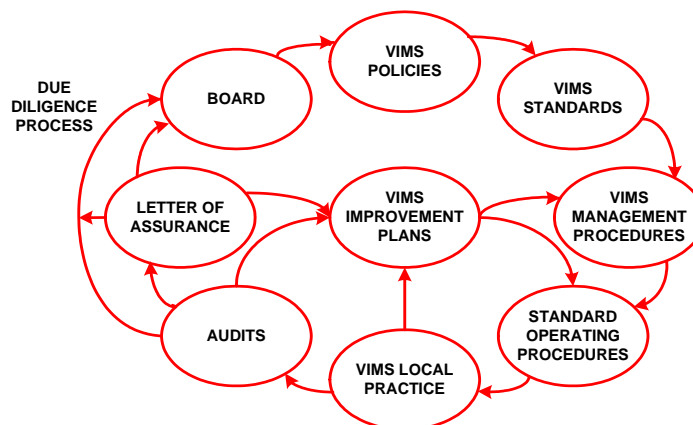 VIMS
POLICIES
DUE
DILIGENCE
PROCESS
BOARD
VIMS
STANDARDS
LETTER OF
ASSURANCE
VIMS
IMPROVEMENT
PLANS
VIMS
MANAGEMENT
PROCEDURES
AUDITS
VIMS LOCAL
PRACTICE
STANDARD
OPERATING
PROCEDURES